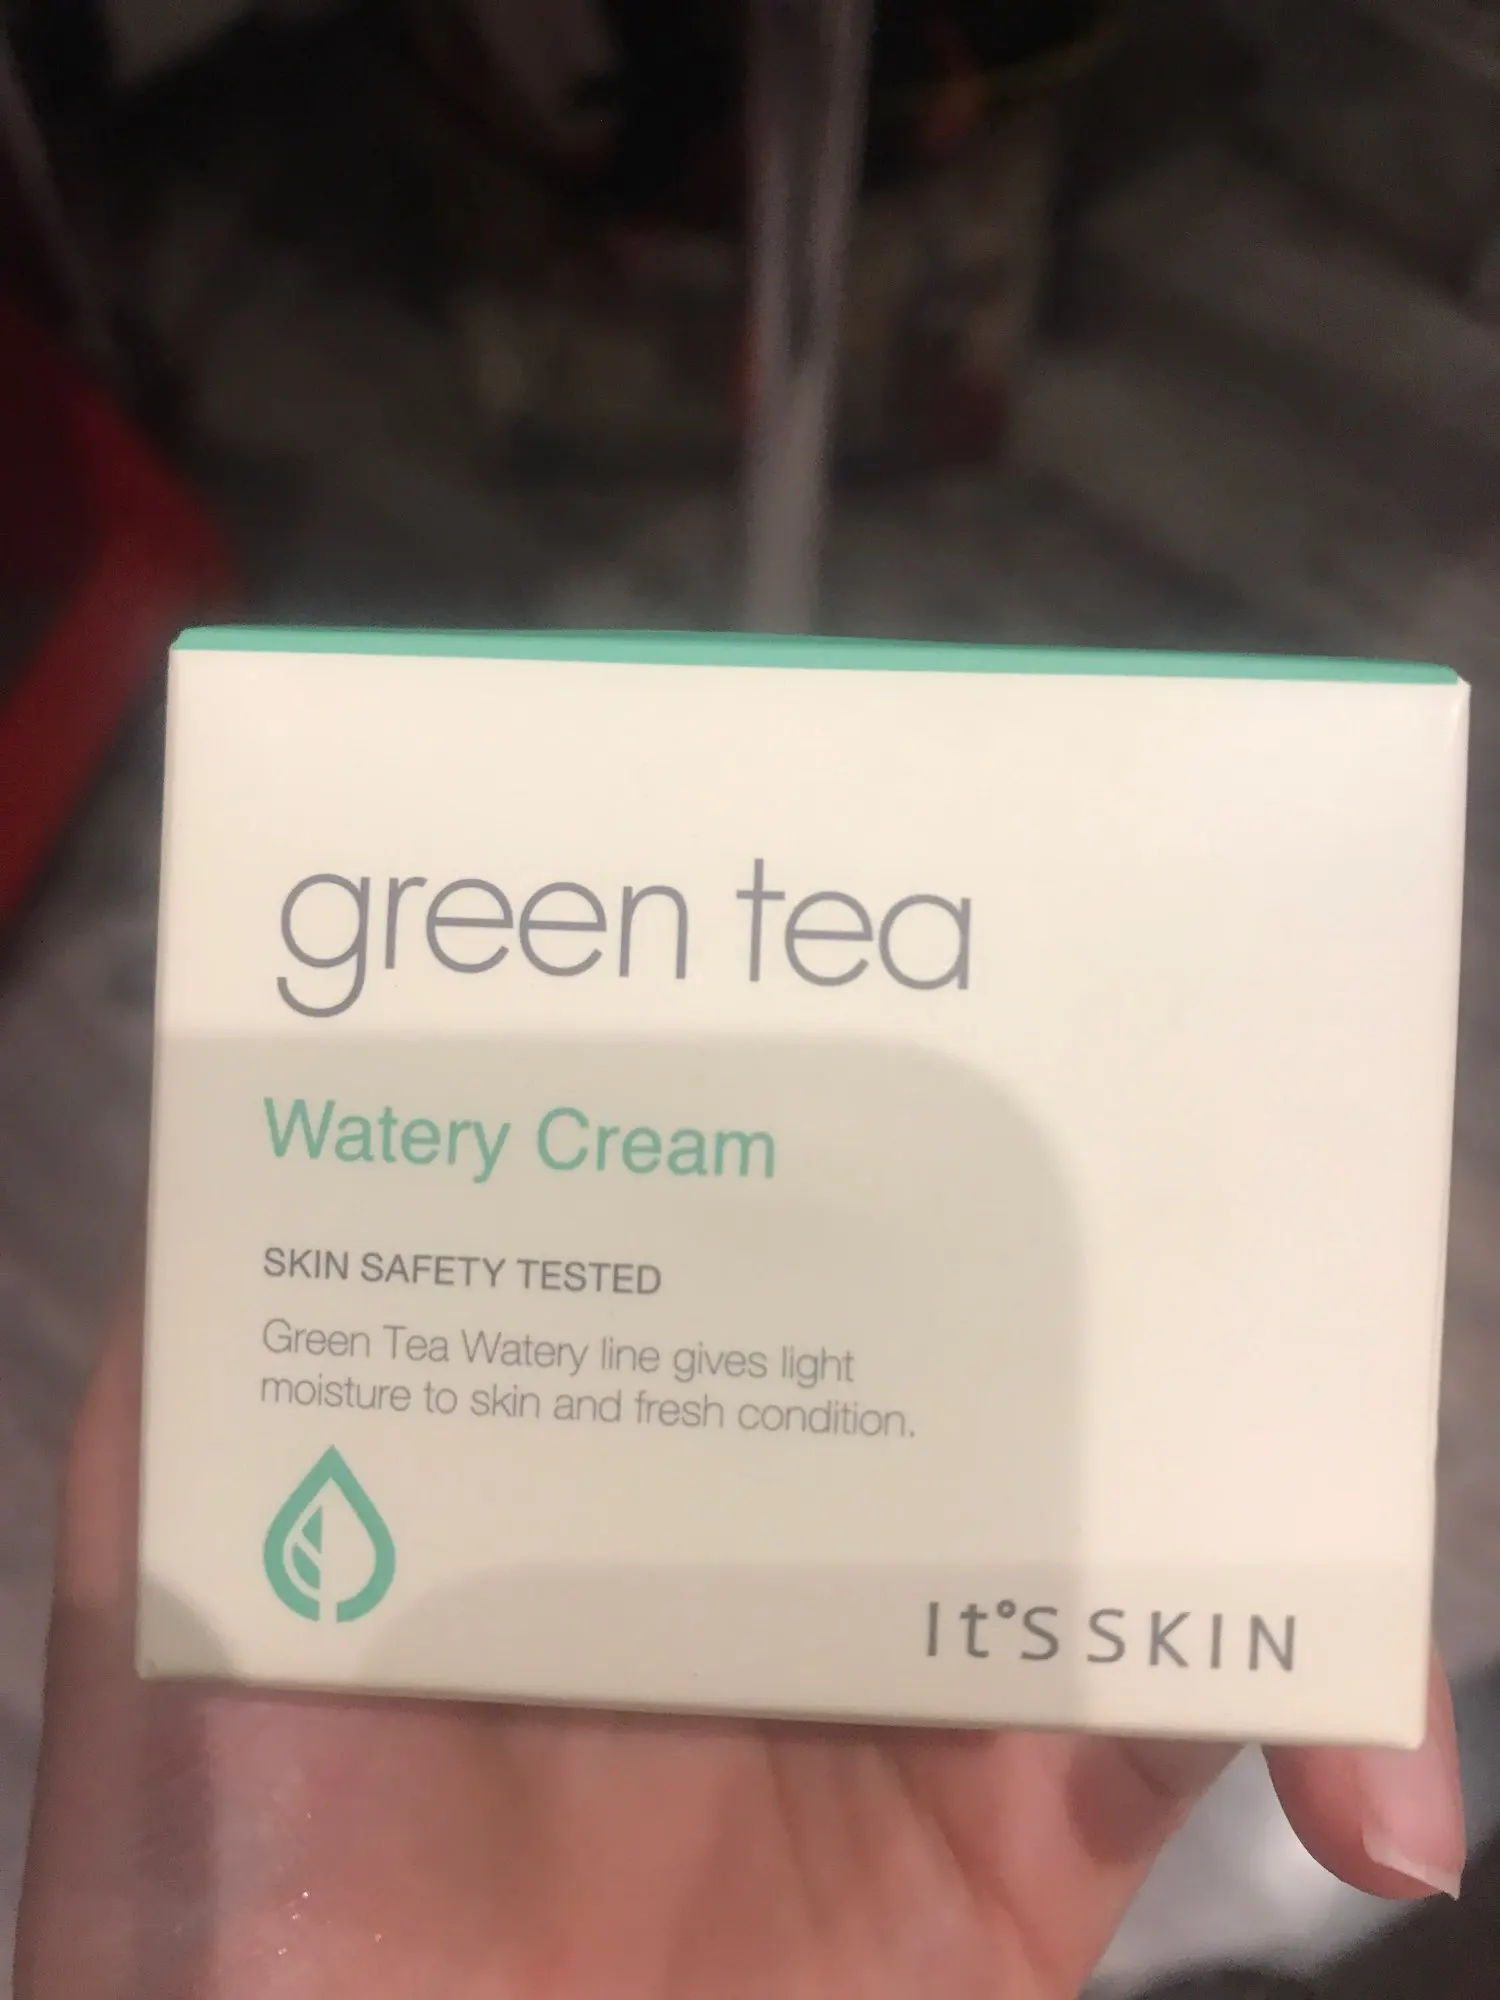 green tea
Watery Cream
SKIN SAFETY TESTED
Green Tea Watery line gives light
moisture to skin and fresh condition.
It°S SKIN